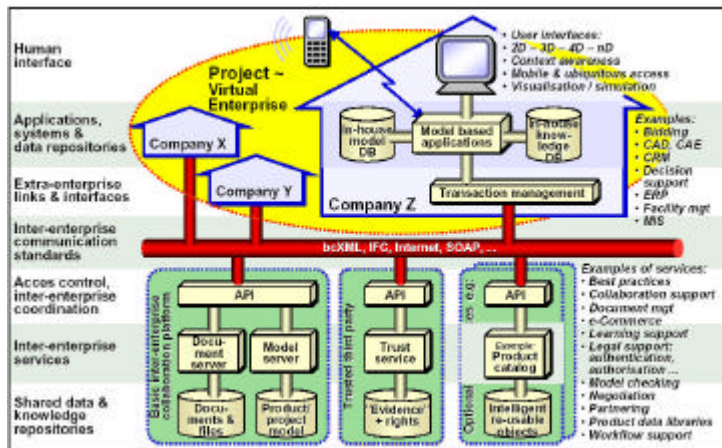 Human
interface
Applications,
systems &
data repositories
Extra-enterprise
links & interfaces
Inter-enterprise
communication
standards
Acces control,
inter-enterprise
coordination
Inter-enterprise
services
Shared data &
knowledge
repositories
Project ~
Virtual
Enterprise
Company X
Company Y
Company Z
In-house
model
DB
Model based
applications
In-house
know-
ledge
DB
Transaction management
• User interfaces:
• 2D – 3D – 4D – nD
• Context awareness
• Mobile & ubiquitous access
• Visualisation / simulation
Examples:
• Bidding
• CAD, CAE
• CRM
• Decision
support
• ERP
• Facility mgt
• MIS
bcXML, IFC, Internet, SOAP, ...
Basic inter-enterprise
collaboration platform
API
Docu-
ment
server
Model
server
Docu-
ments &
files
Product/
project
model
Trusted third party
API
Trust
service
'Evidence'
+ rights
Optional
es, e.g:
API
Example:
Product
catalog
Intelligent
re-usable
objects
Examples of services:
• Best practices
• Collaboration support
• Document mgt
• e-Commerce
• Learning support
• Legal support:
authentication,
authorisation ...
• Model checking
• Negotiation
• Partnering
• Product data libraries
• Workflow support